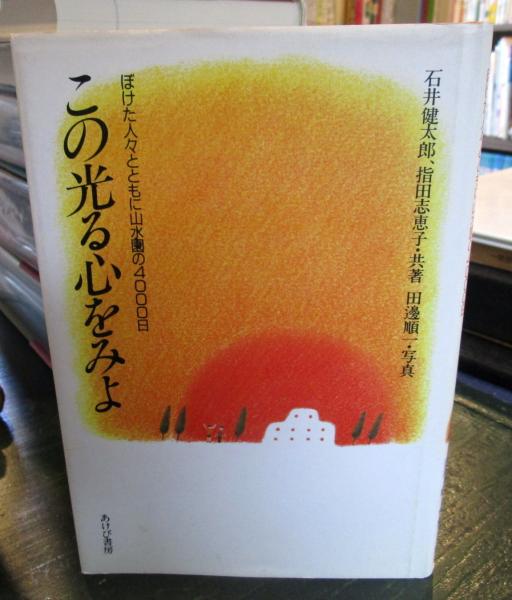 石井健太郎、指田志恵子・共著 田邊順一・写真
ぼけた人々とともに山水園の4000日
この光る心をみよ
あけび書房